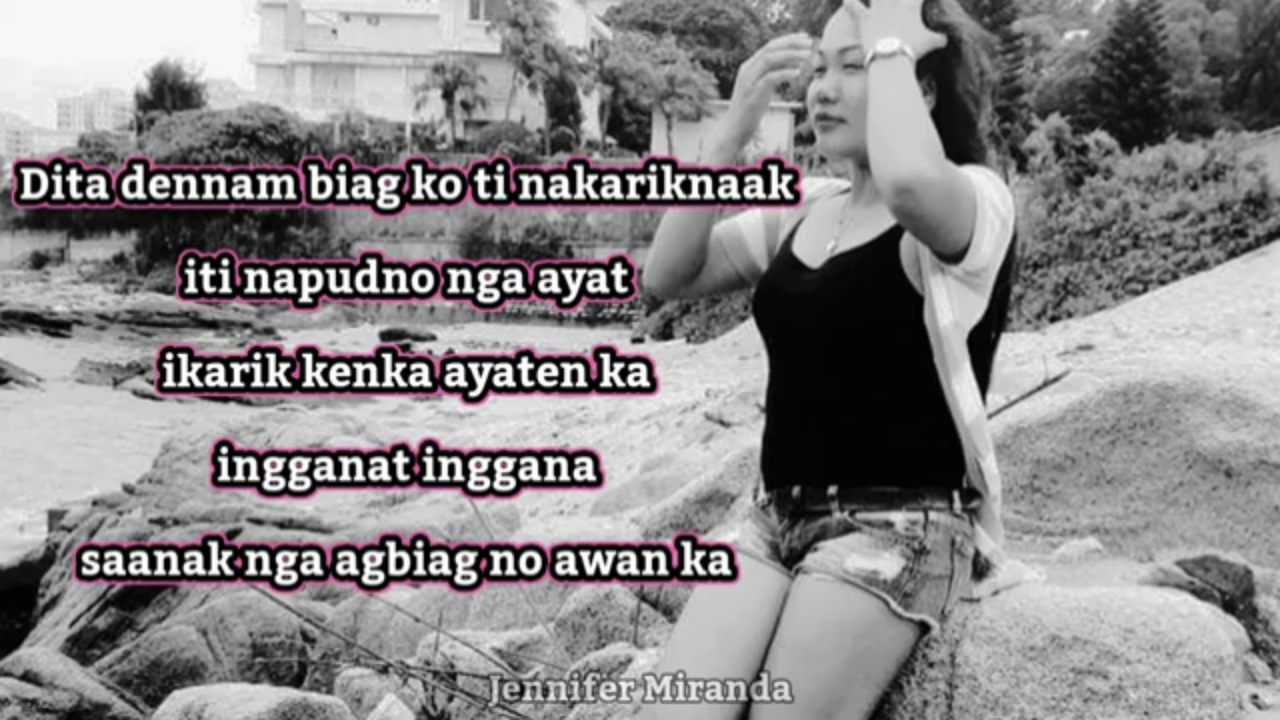 Dita dennam biag ko ti nakariknaak
iti napudno nga ayat
ikarik kenka ayaten ka
ingganat inggana
saanak nga agbiag no awan ka
Jennifer Miranda